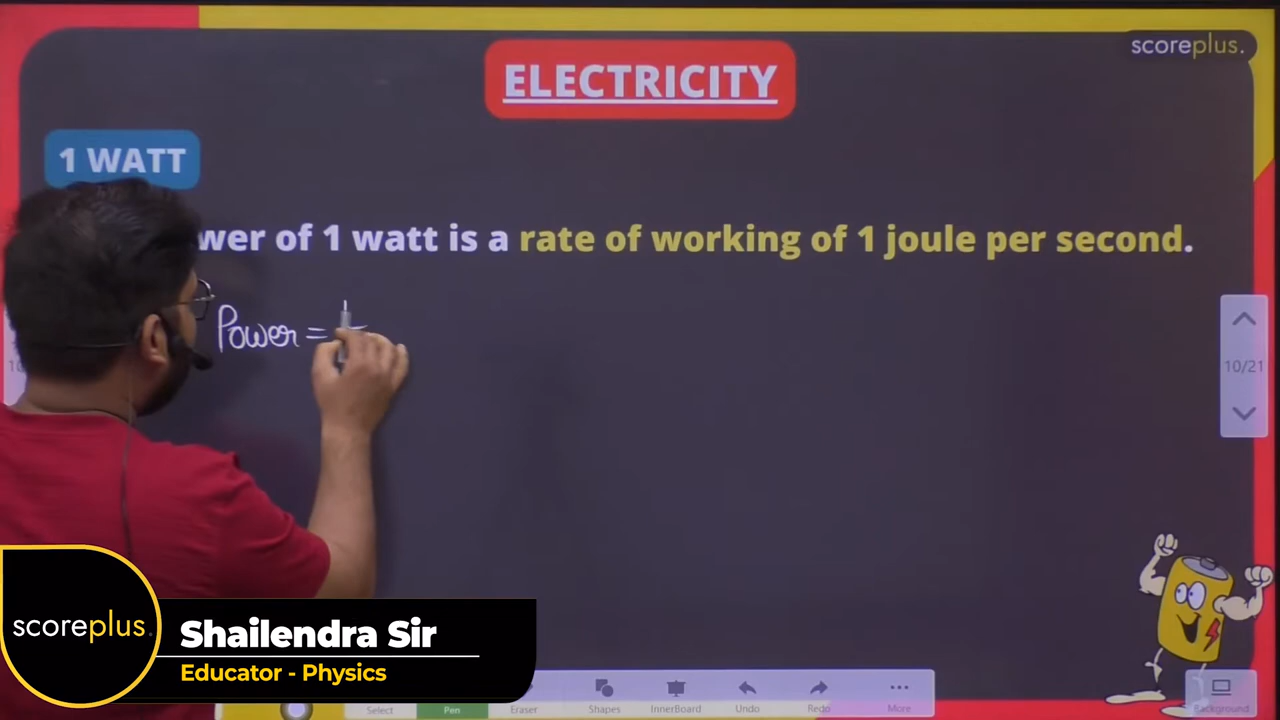 scoreplus.
ELECTRICITY
1 WATT
wer of 1 watt is a rate of working of 1 joule per second.
Power =
10/21
scoreplus.
Shailendra Sir
Educator - Physics
Select
Pen
Eraser
Shapes
InnerBoard
Undo
Redo
More
Background